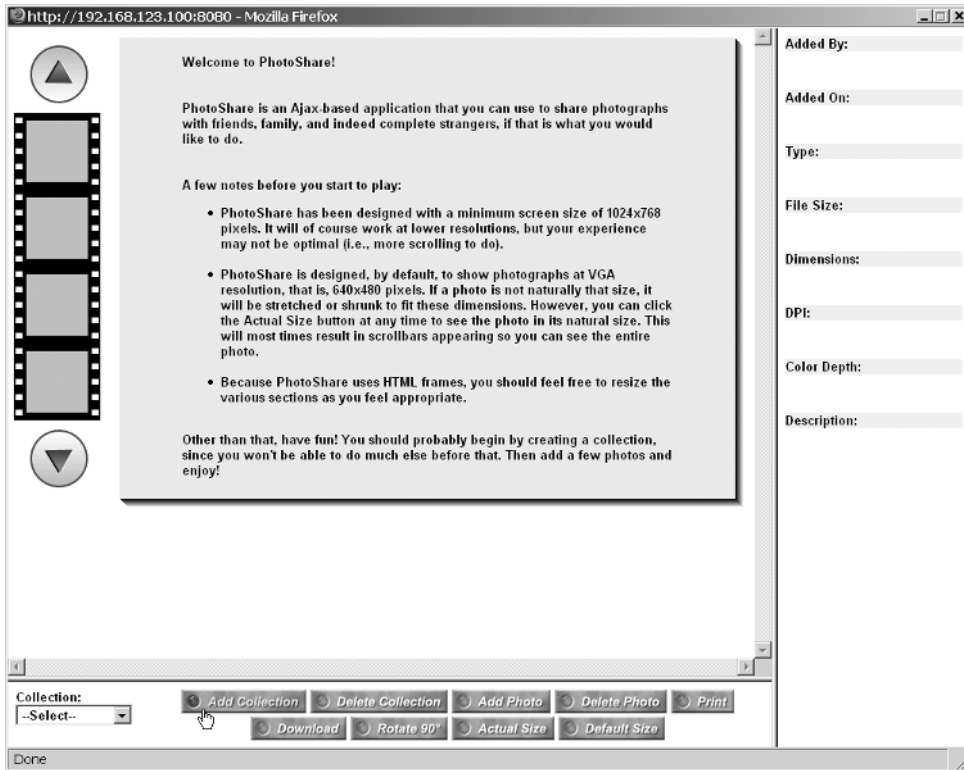 http://192.168.123.100:8080 - Mozilla Firefox
Welcome to PhotoShare!
PhotoShare is an Ajax-based application that you can use to share photographs
with friends, family, and indeed complete strangers, if that is what you would
like to do.
A few notes before you start to play:
• PhotoShare has been designed with a minimum screen size of 1024x768
pixels. It will of course work at lower resolutions, but your experience
may not be optimal (i.e., more scrolling to do).
• PhotoShare is designed, by default, to show photographs at VGA
resolution, that is, 640x480 pixels. If a photo is not naturally that size, it
will be stretched or shrunk to fit these dimensions. However, you can click
the Actual Size button at any time to see the photo in its natural size. This
will most times result in scrollbars appearing so you can see the entire
photo.
• Because PhotoShare uses HTML frames, you should feel free to resize the
various sections as you feel appropriate.
Other than that, have fun! You should probably begin by creating a collection,
since you won't be able to do much else before that. Then add a few photos and
enjoy!
Added By:
Added On:
Type:
File Size:
Dimensions:
DPI:
Color Depth:
Description:
Collection:
--Select--
Add Collection Delete Collection Add Photo Delete Photo Print
Download Rotate 90° Actual Size Default Size
Done